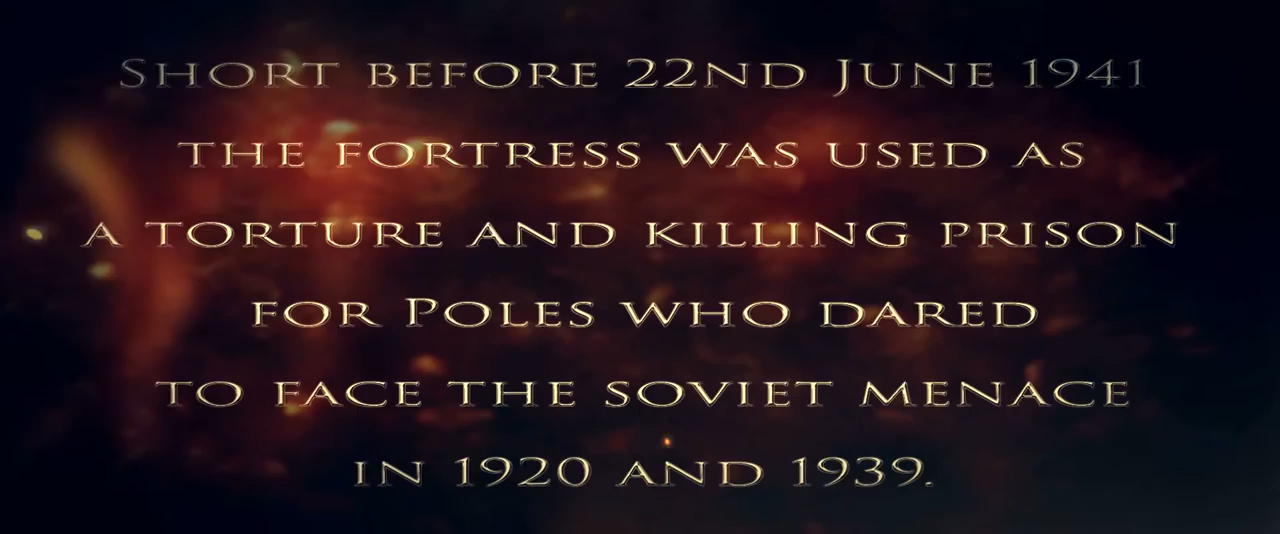 Short before 22nd June 1941
the fortress was used as
a torture and killing prison
for Poles who dared
to face the soviet menace
in 1920 and 1939.